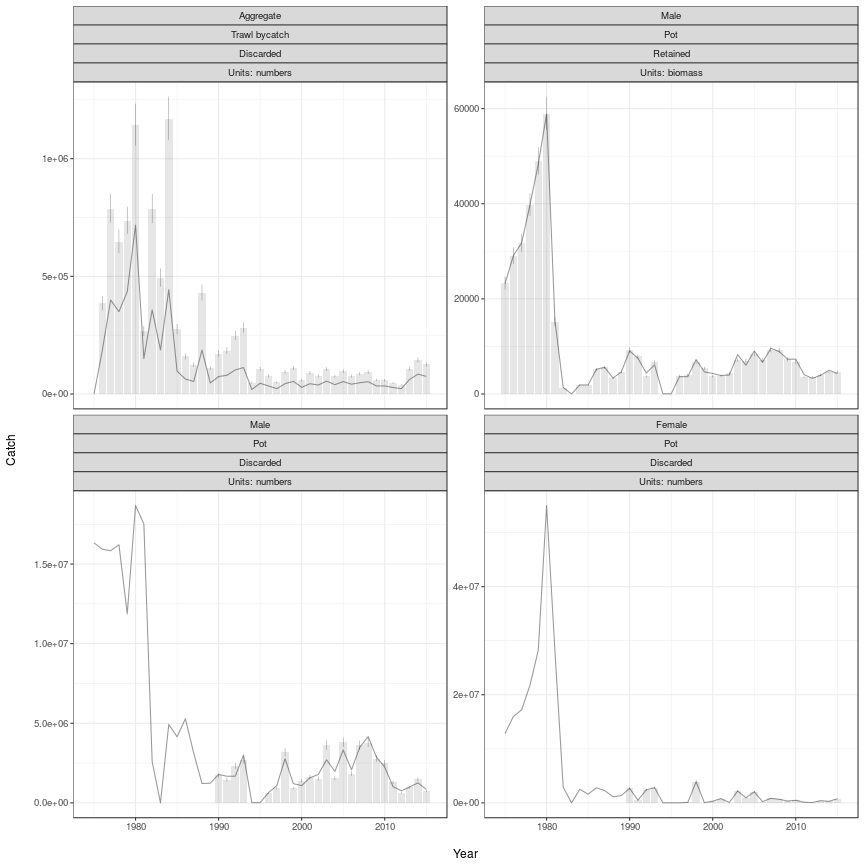 Aggregate
Trawl bycatch
Discarded
Units: numbers
1e+06
5e+05
0e+00
Male
Pot
Retained
Units: biomass
60000
40000
20000
0
Catch
Male
Pot
Discarded
Units: numbers
1.5e+07
1.0e+07
5.0e+06
0.0e+00
1980 1990 2000 2010
Female
Pot
Discarded
Units: numbers
4e+07
2e+07
0e+00
1980 1990 2000 2010
Year